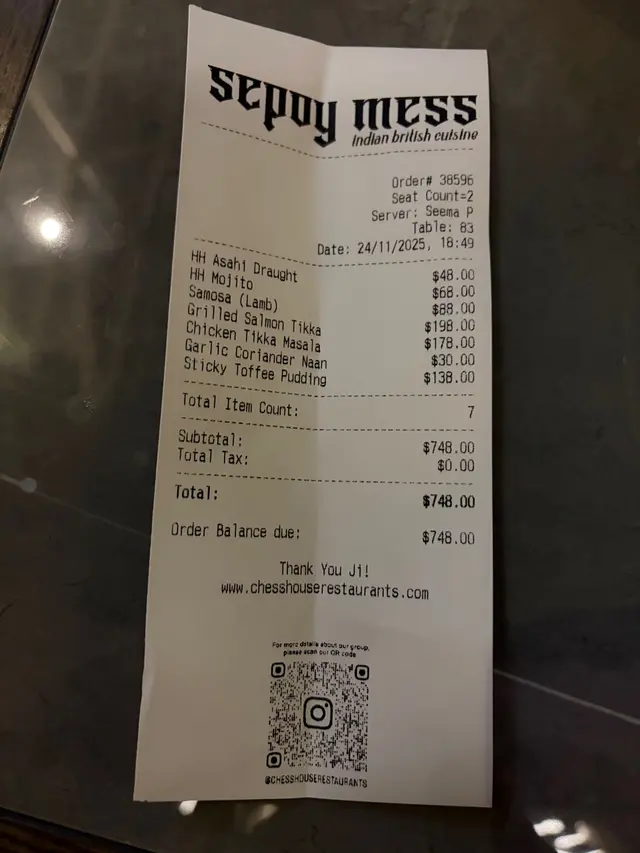 sepoy mess
indian british cuisine
Order# 38596
Seat Count=2
Server: Seema P
Table: 83
Date: 24/11/2025, 18:49
HH Asahi Draught $48.00
HH Mojito $68.00
Samosa (Lamb) $88.00
Grilled Salmon Tikka $198.00
Chicken Tikka Masala $178.00
Garlic Coriander Naan $30.00
Sticky Toffee Pudding $138.00
Total Item Count: 7
Subtotal: $748.00
Total Tax: $0.00
Total: $748.00
Order Balance due: $748.00
Thank You Ji!
www.chesshouserestaurants.com
For more details about our group,
please scan our QR code
@CHESSHOUSERESTAURANTS